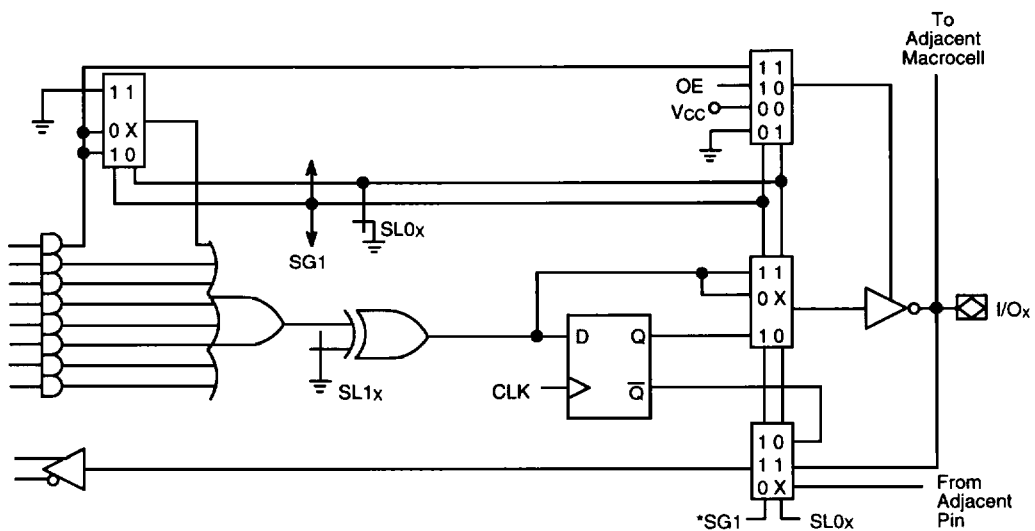 To
Adjacent
Macrocell
1 1
OE
1 0
VCC
0 0
0 1
1 1
0 X
1 0
SL0x
SG1
1 1
0 X
1 0
I/Ox
D Q
CLK
Q
SL1x
1 0
1 1
0 X
From
Adjacent
Pin
*SG1
SL0x